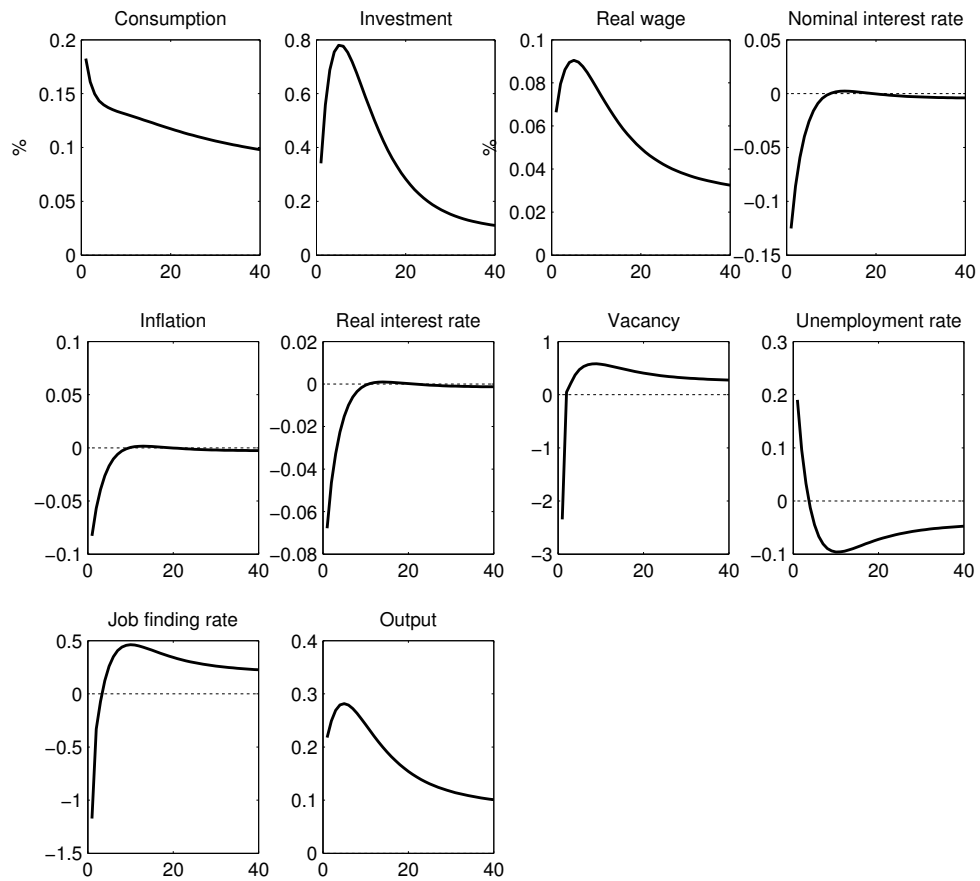 Consumption Investment Real wage Nominal interest rate
0.2 0.8 0.1 0.05
0.15 0.6 0.08 0
% 0.1 0.4 % 0.06 −0.05
0.05 0.2 0.04 −0.1
0.02
0 0 0 −0.15
0 20 40 0 20 40 0 20 40 0 20 40
Inflation Real interest rate Vacancy Unemployment rate
0.1 0.02 1 0.3
0.05 0 0 0.2
0 −0.02 −1 0.1
−0.04
−0.05 −0.06 −2 0
−0.1 −0.08 −3 −0.1
0 20 40 0 20 40 0 20 40 0 20 40
Job finding rate Output
0.5 0.4
0 0.3
−0.5 0.2
−1 0.1
−1.5 0
0 20 40 0 20 40